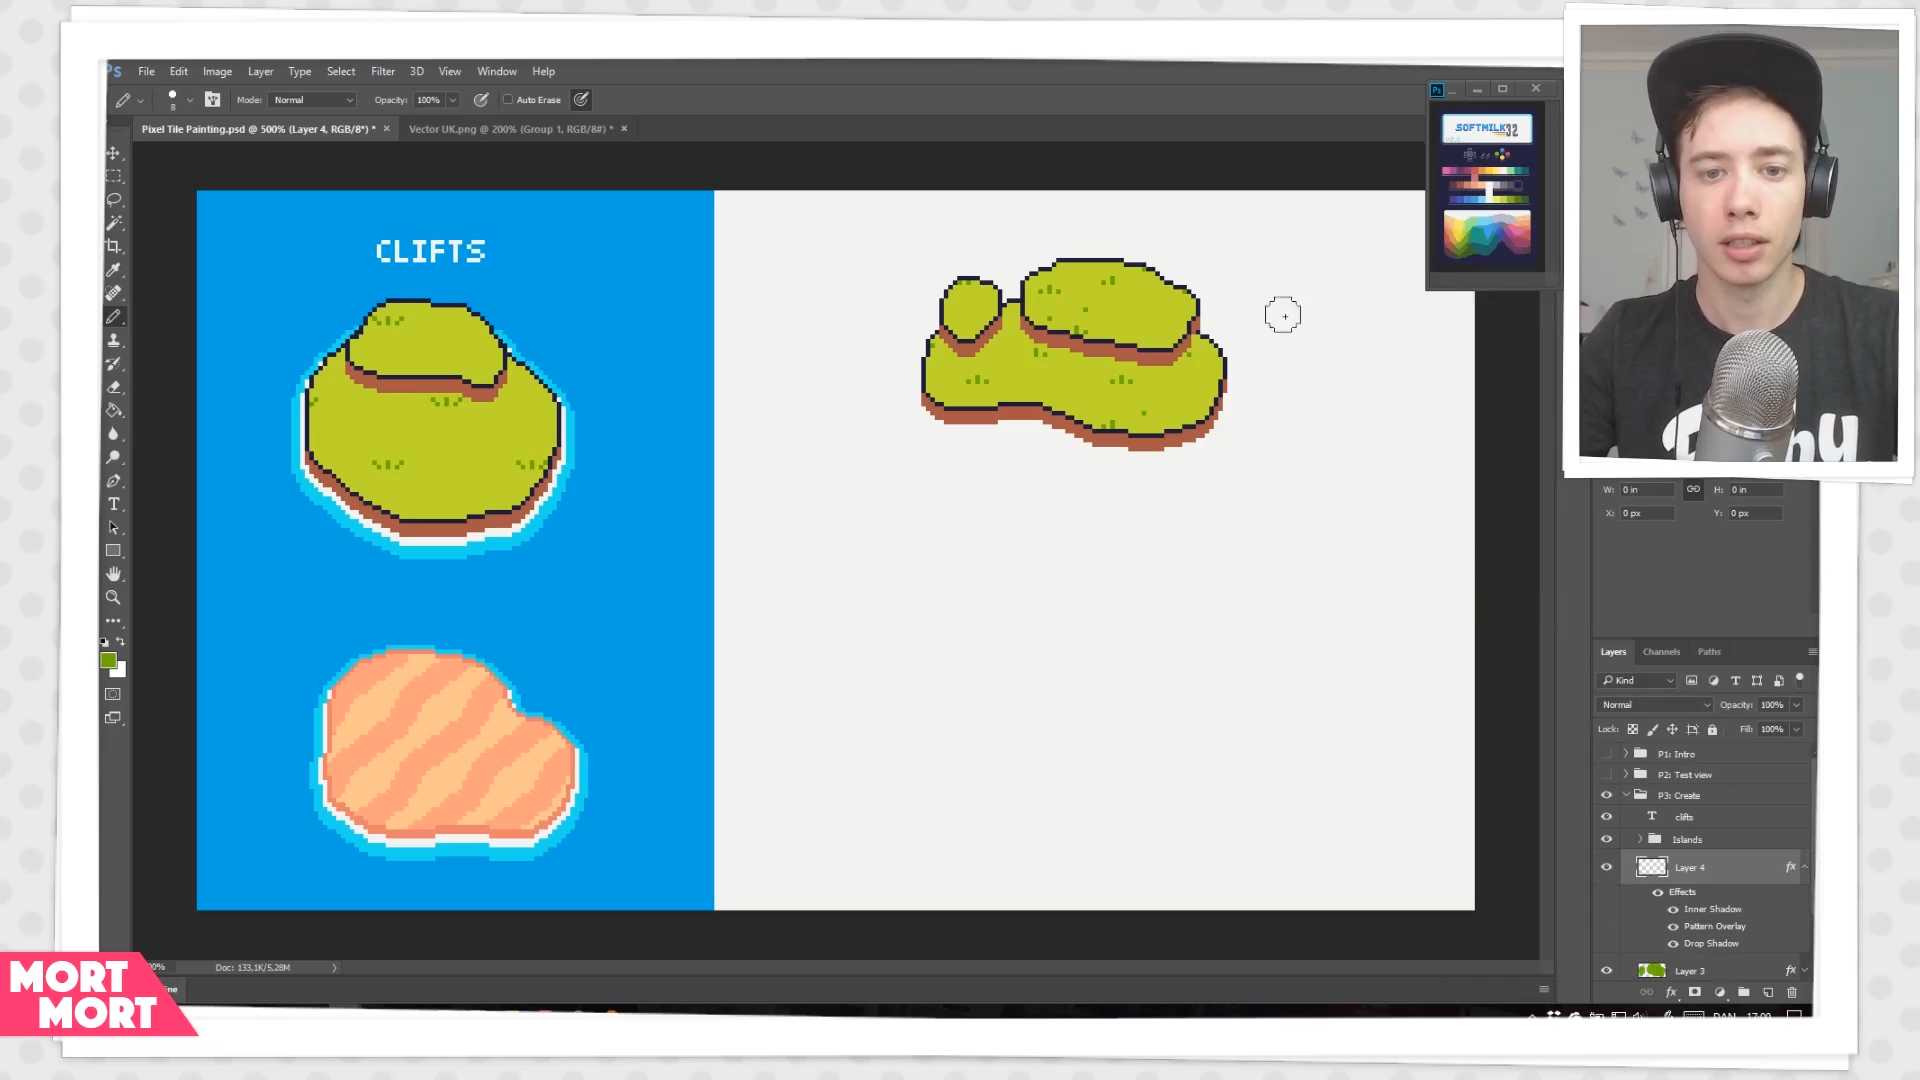 File Edit Image Layer Type Select Filter 3D View Window Help
8 Mode: Normal Opacity: 100% Auto Erase
Pixel Tile Painting.psd @ 500% (Layer 4, RGB/8*) * × Vector UK.png @ 200% (Group 1, RGB/8#) * ×
SOFTMILK32
CLIFTS
W: 0 in H: 0 in
X: 0 px Y: 0 px
Layers Channels Paths
Kind
Normal Opacity: 100%
Lock: Fill: 100%
P1: Intro
P2: Test view
P3: Create
clifts
Islands
Layer 4 fx
Effects
Inner Shadow
Pattern Overlay
Drop Shadow
Layer 3 fx
Doc: 133,1K/5,28M
MORT
MORT